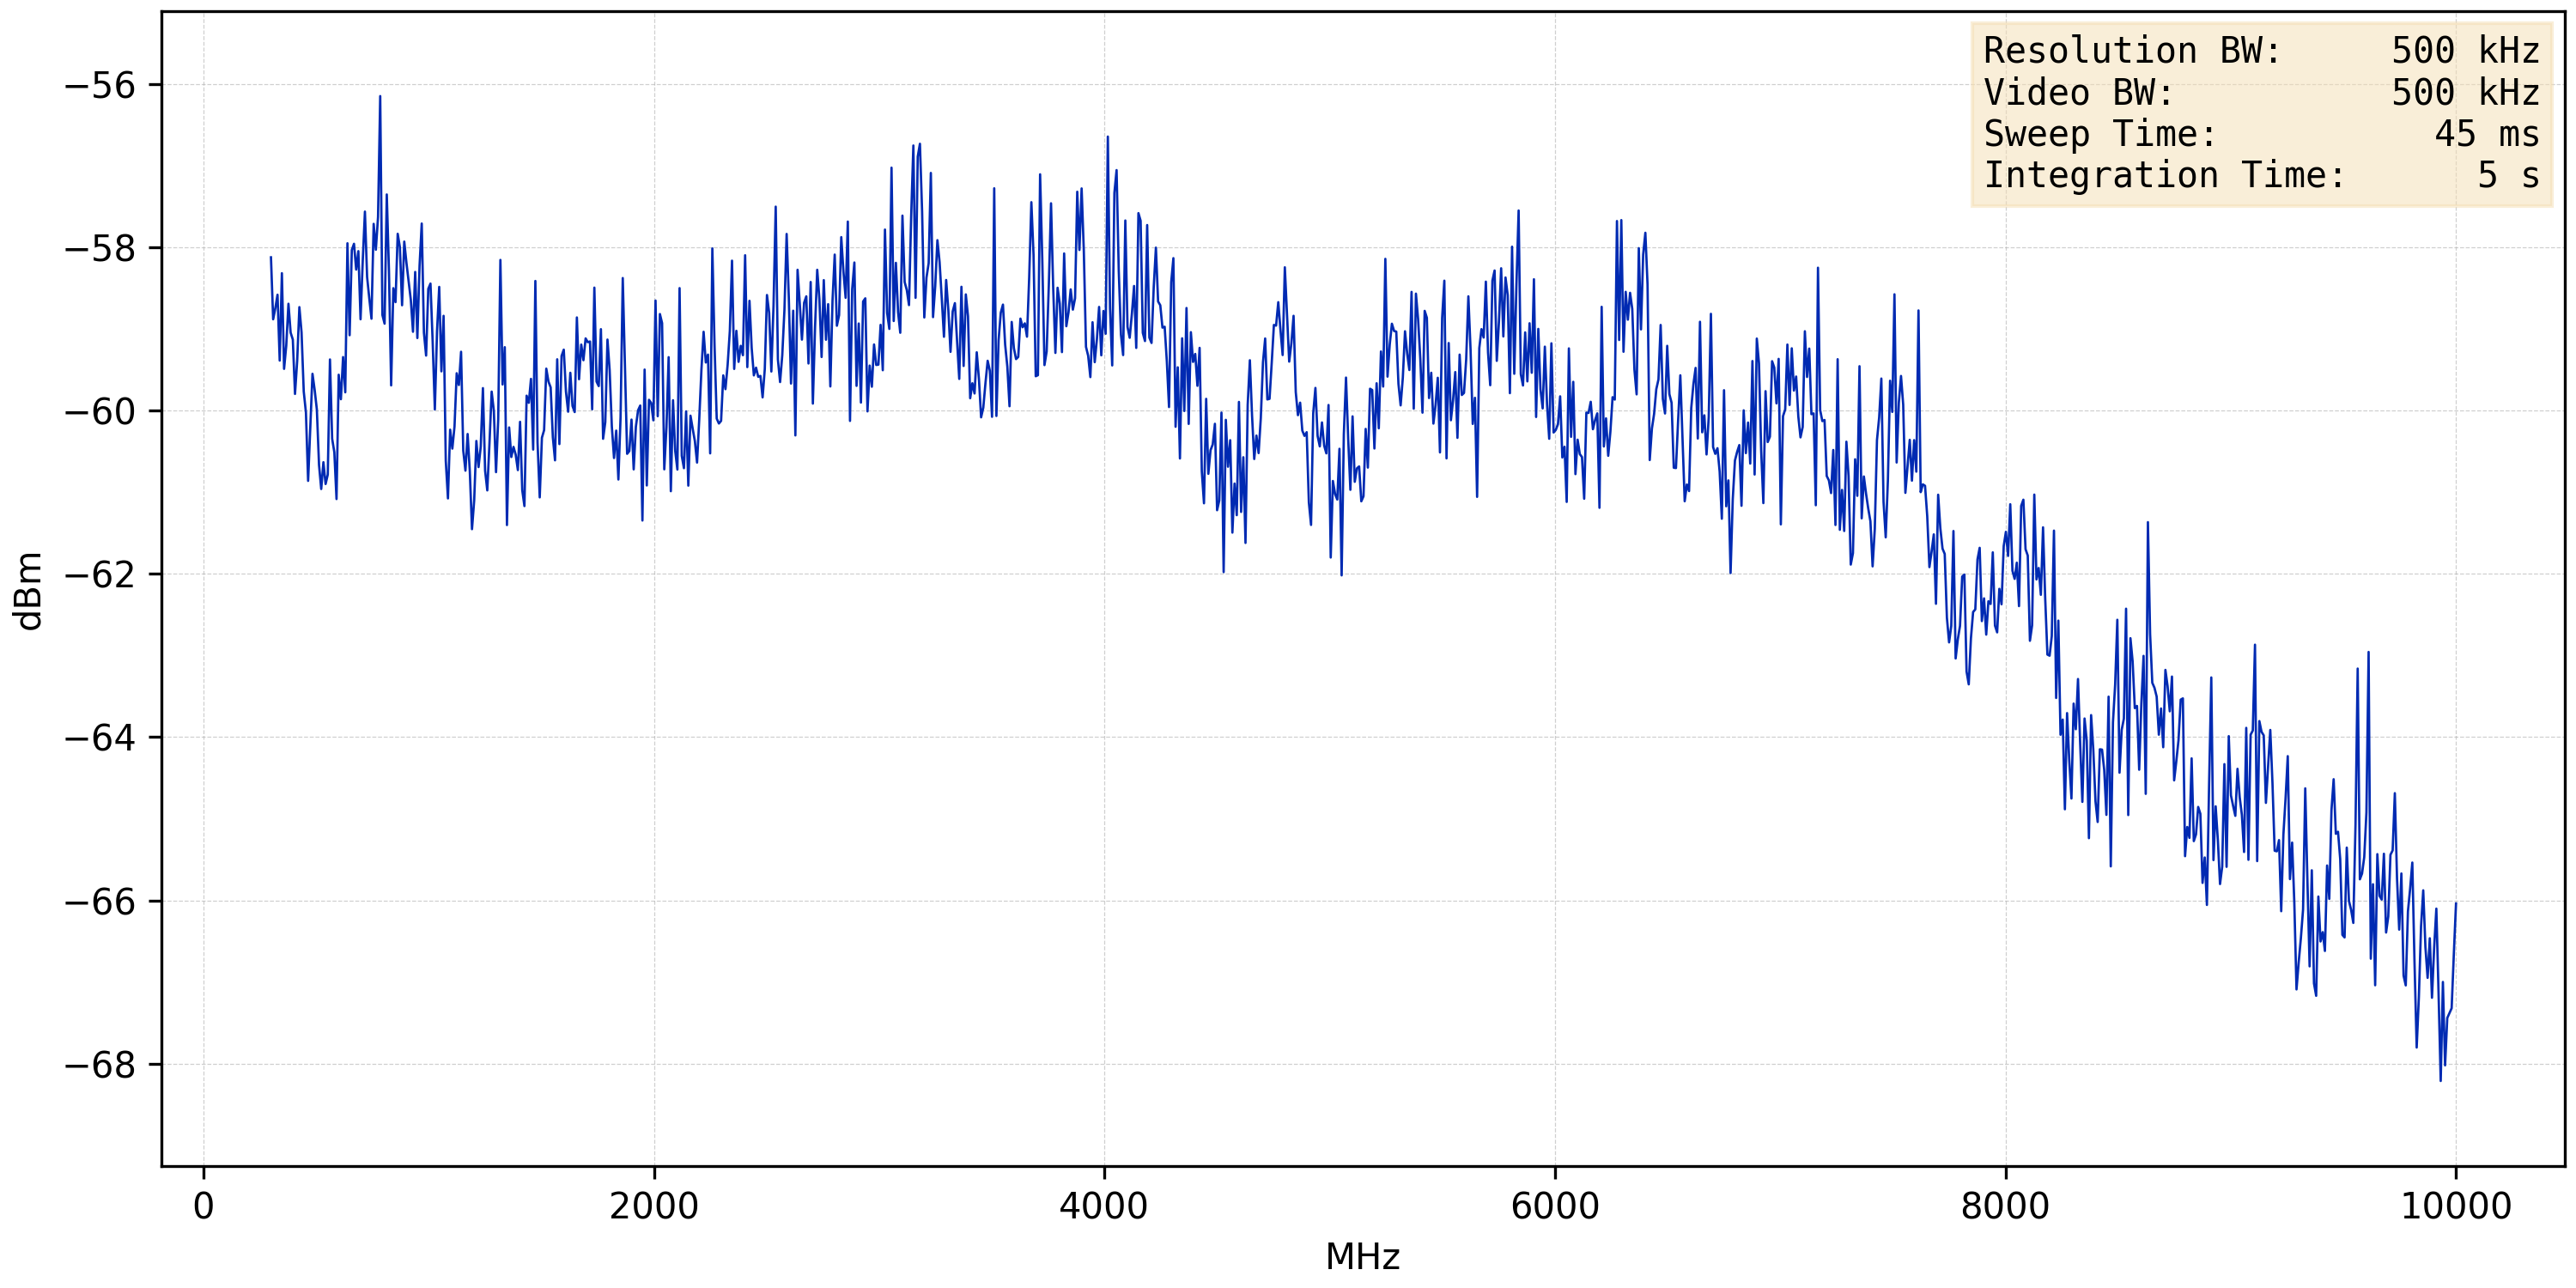 Resolution BW: 500 kHz
Video BW: 500 kHz
Sweep Time: 45 ms
Integration Time: 5 s
−56
−58
−60
−62
−64
−66
−68
dBm
0 2000 4000 6000 8000 10000
MHz